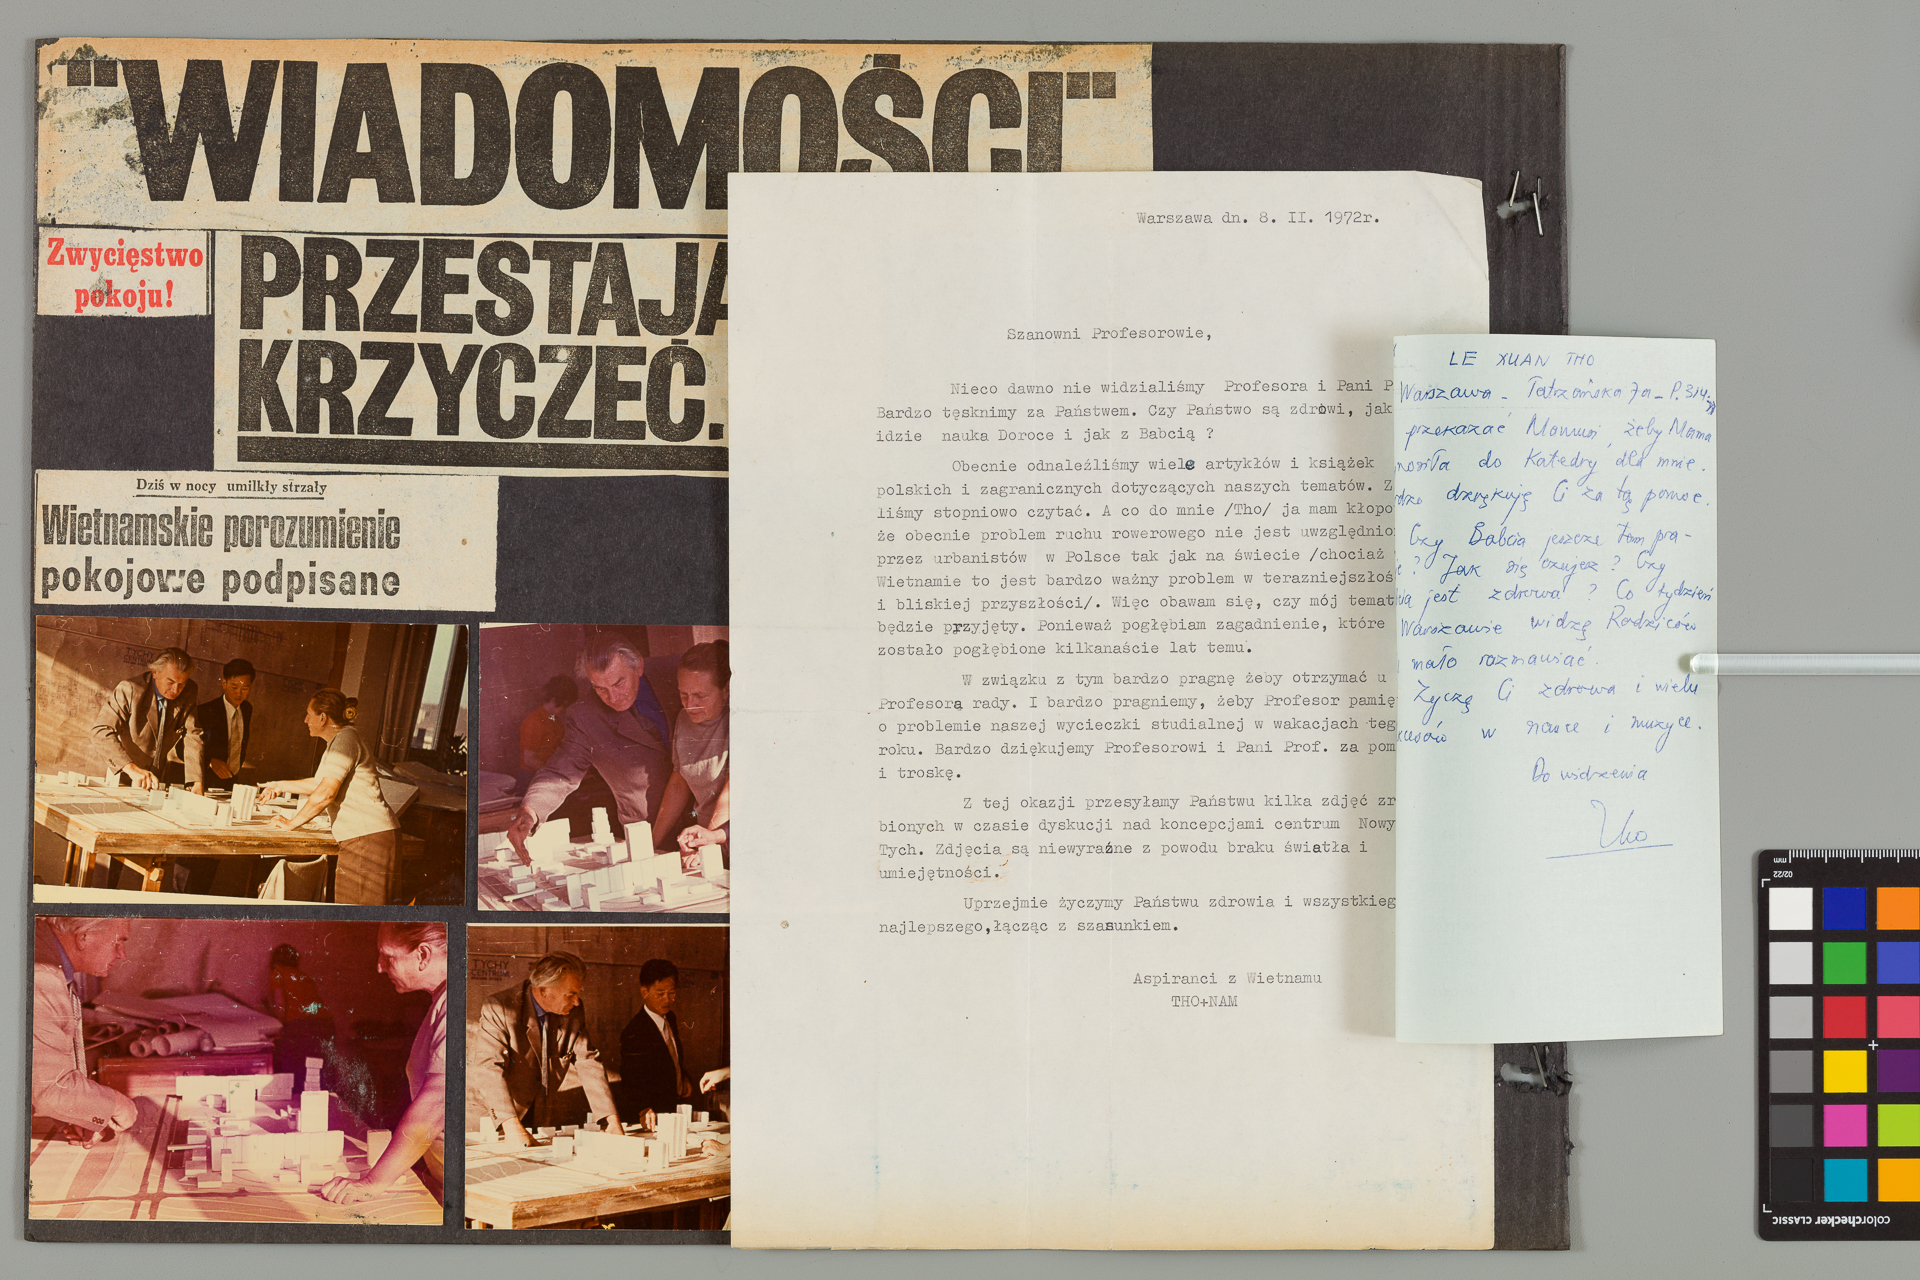 "WIADOMOŚCI"
Zwycięstwo
pokoju!
PRZESTAJĄ
KRZYCZEĆ.
Dziś w nocy umilkły strzały
Wietnamskie porozumienie
pokojowe podpisane
TYCHY
CENTRUM
Warszawa dn. 8. II. 1972r.
Szanowni Profesorowie,
Nieco dawno nie widzialiśmy Profesora i Pani P
Bardzo tęsknimy za Państwem. Czy Państwo są zdrowi, jak
idzie nauka Doroce i jak z Babcią ?
Obecnie odnaleźliśmy wiele artykłów i książek
polskich i zagranicznych dotyczących naszych tematów. Z
liśmy stopniowo czytać. A co do mnie /Tho/ ja mam kłopo
że obecnie problem ruchu rowerowego nie jest uwzględnio
przez urbanistów w Polsce tak jak na świecie /chociaż
Wietnamie to jest bardzo ważny problem w terazniejszoś
i bliskiej przyszłości/. Więc obawam się, czy mój temat
będzie przyjęty. Ponieważ pogłębiam zagadnienie, które
zostało pogłębione kilkanaście lat temu.
W związku z tym bardzo pragnę żeby otrzymać u
Profesora rady. I bardzo pragniemy, żeby Profesor pamię
o problemie naszej wycieczki studialnej w wakacjach teg
roku. Bardzo dziękujemy Profesorowi i Pani Prof. za pom
i troskę.
Z tej okazji przesyłamy Państwu kilka zdjęć zr
bionych w czasie dyskucji nad koncepcjami centrum Nowy
Tych. Zdjęcia są niewyraźne z powodu braku światła i
umiejętności.
Uprzejmie życzymy Państwu zdrowia i wszystkieg
najlepszego,łącząc z szasunkiem.
Aspiranci z Wietnamu
THO+NAM
LE XUAN THO
Warszawa - Tatrzańska 7a - P.314
przekazać Mamusi, żeby Mama
nosiła do Katedry dla mnie.
dzo dziękuję Ci za tą pomoc.
Czy Babcia jeszcze tam pra-
? Jak się czujesz ? Czy
jest zdrowa ? Co tydzień
Warszawie widzę Rodziców
mało rozmawiać.
Życzę Ci zdrowia i wielu
w nauce i muzyce.
Do widzenia
Tho
mm
02/22
colorchecker CLASSIC